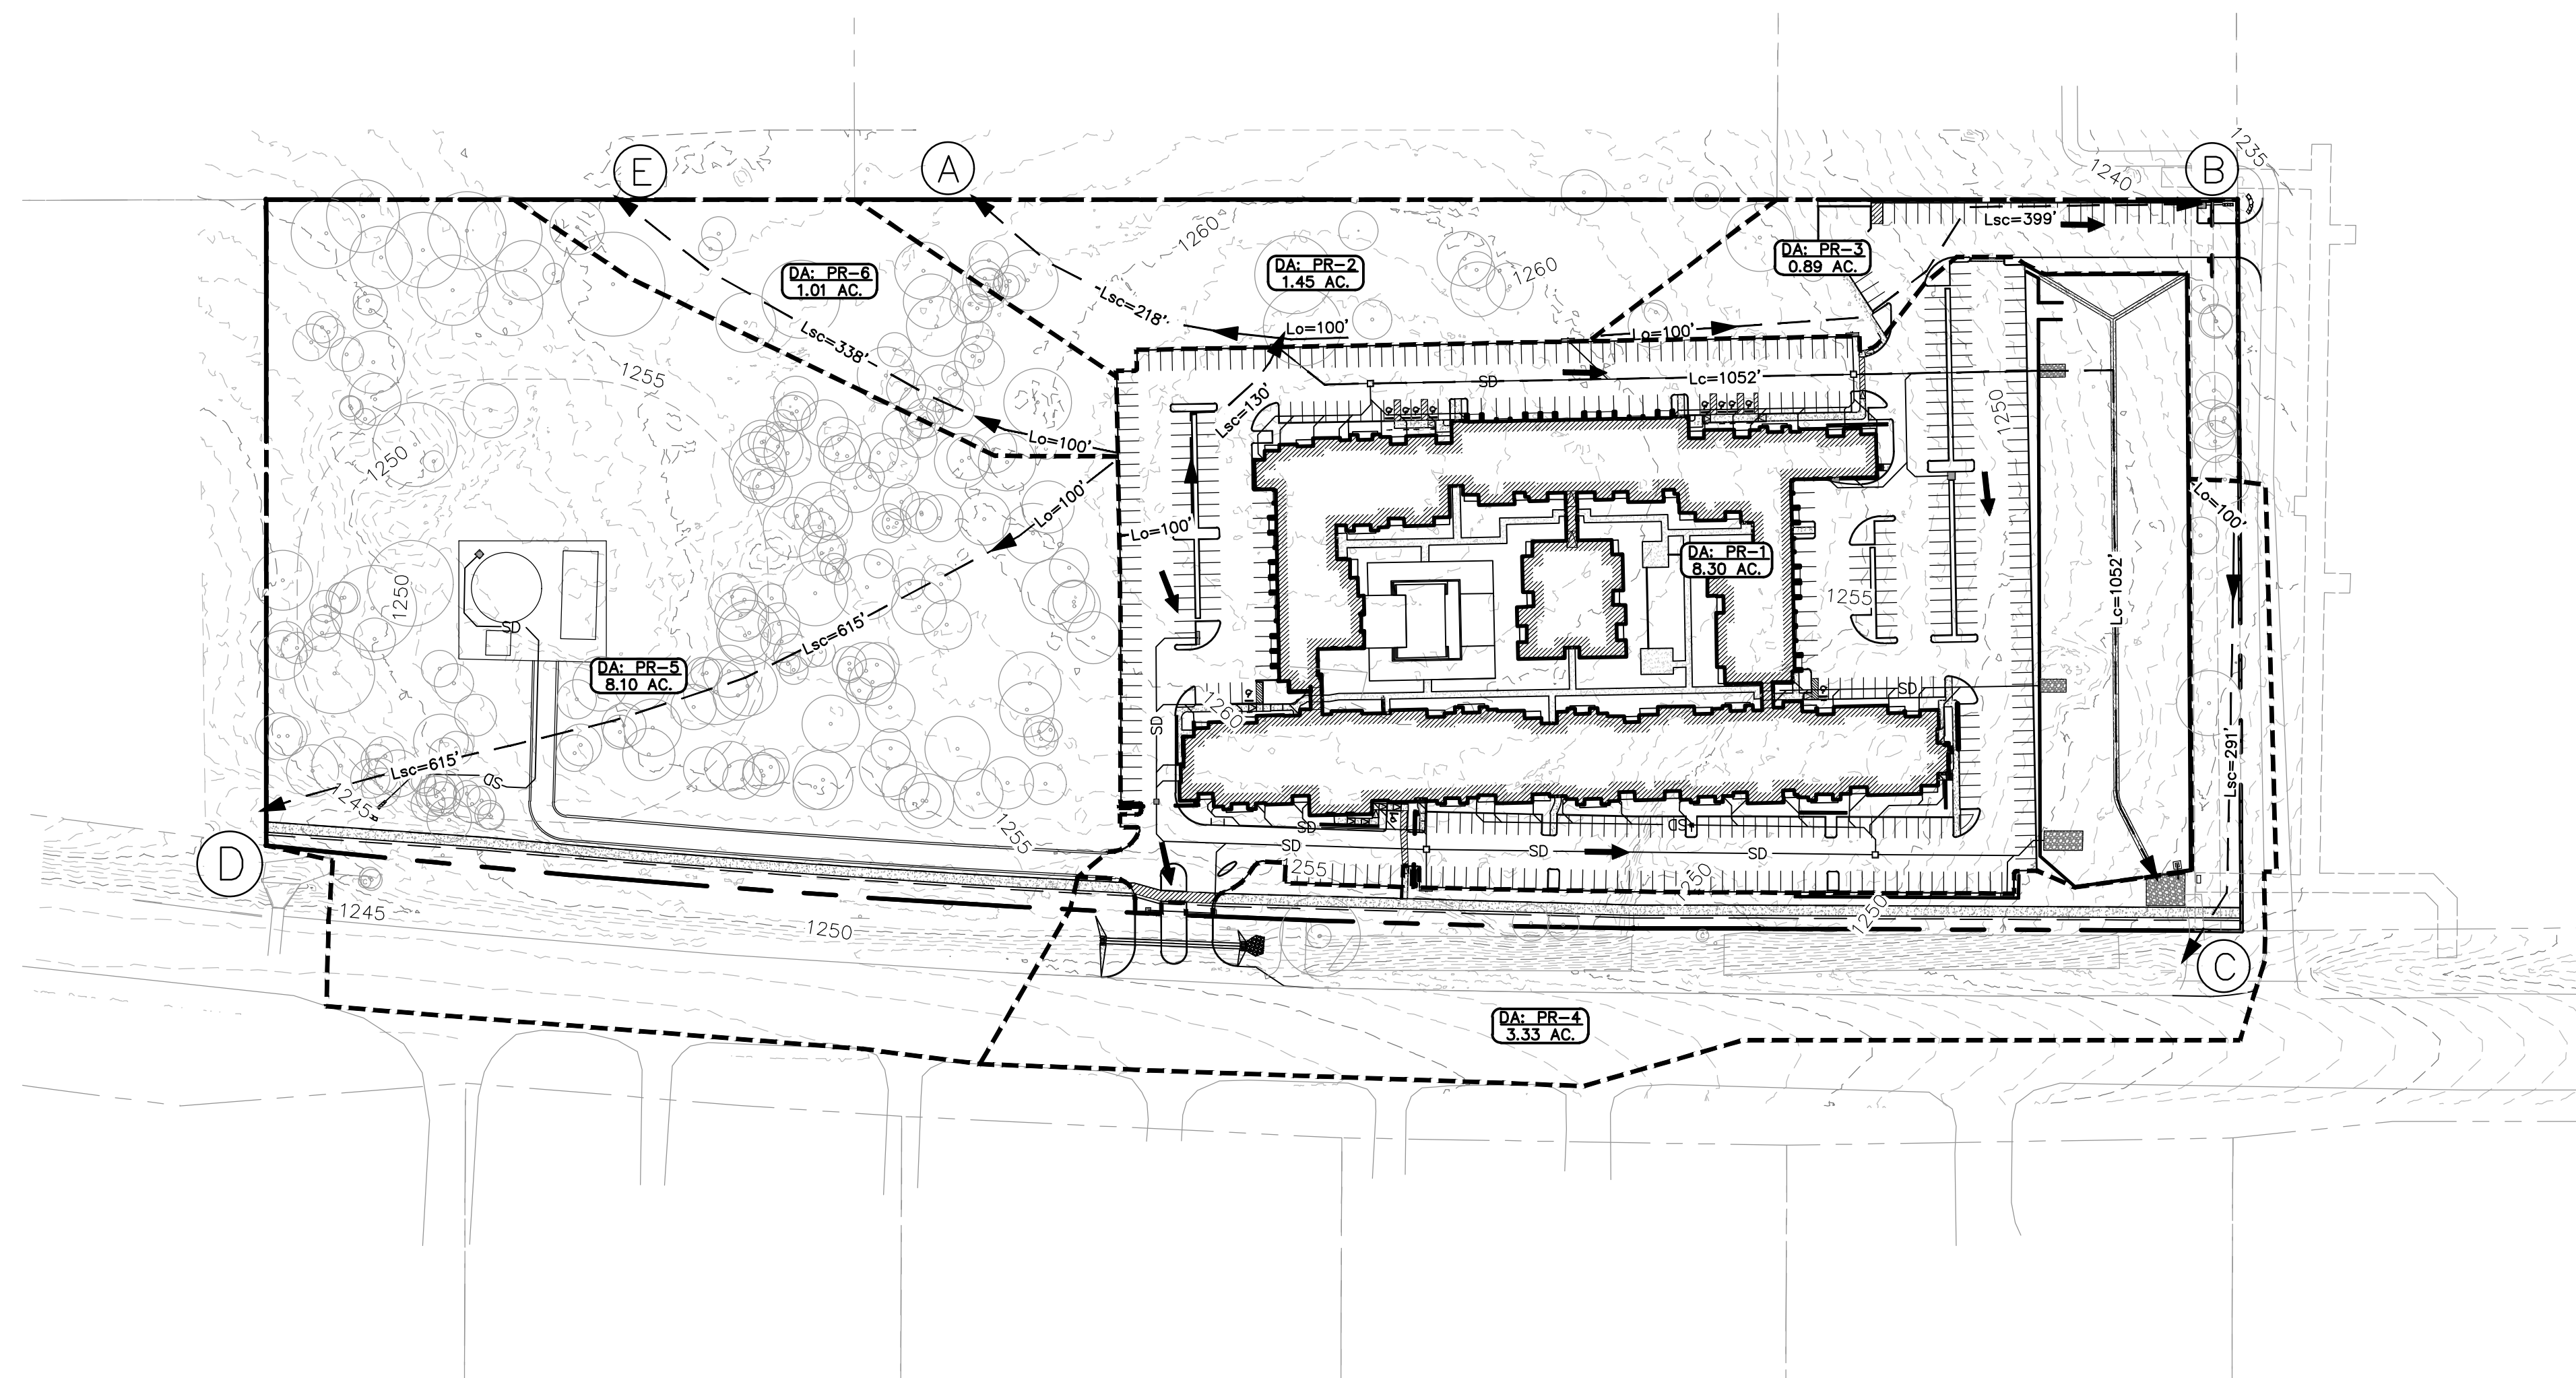 1235
E
A
B
1240
Lsc=399'
1260
DA: PR-3
0.89 AC.
DA: PR-2
1.45 AC.
DA: PR-6
1.01 AC.
1260
Lsc=218'
Lo=100'
Lo=100'
Lsc=338'
1255
SD
Lc=1052'
Lsc=130'
1250
Lo=100'
1250
Lo=100'
Lo=100'
Lo=100'
DA: PR-1
8.30 AC.
1250
1255
Lc=1052'
SD
Lsc=615'
DA: PR-5
8.10 AC.
SD
1260
SD
Lsc=291'
Lsc=615'
SD
1245
1255
SD
SD
SD
SD
SD
D
1255
1250
1245
1250
1250
C
DA: PR-4
3.33 AC.